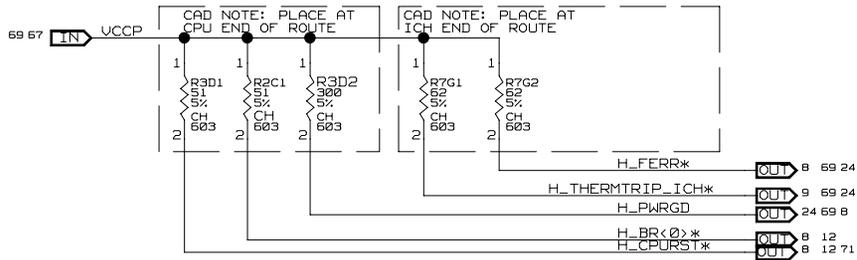 CAD NOTE: PLACE AT
CPU END OF ROUTE
CAD NOTE: PLACE AT
ICH END OF ROUTE
69 67 IN VCCP
1 1 1 1 1
R3D1
51
5%
CH
603
R2C1
51
5%
CH
603
R3D2
300
5%
CH
603
R7G1
62
5%
CH
603
R7G2
62
5%
CH
603
2 2 2 2 2
H_FERR* OUT 8 69 24
H_THERMTRIP_ICH* OUT 9 69 24
H_PWRGD OUT 24 69 8
H_BR<0>* OUT 8 12
H_CPURST* OUT 8 12 71